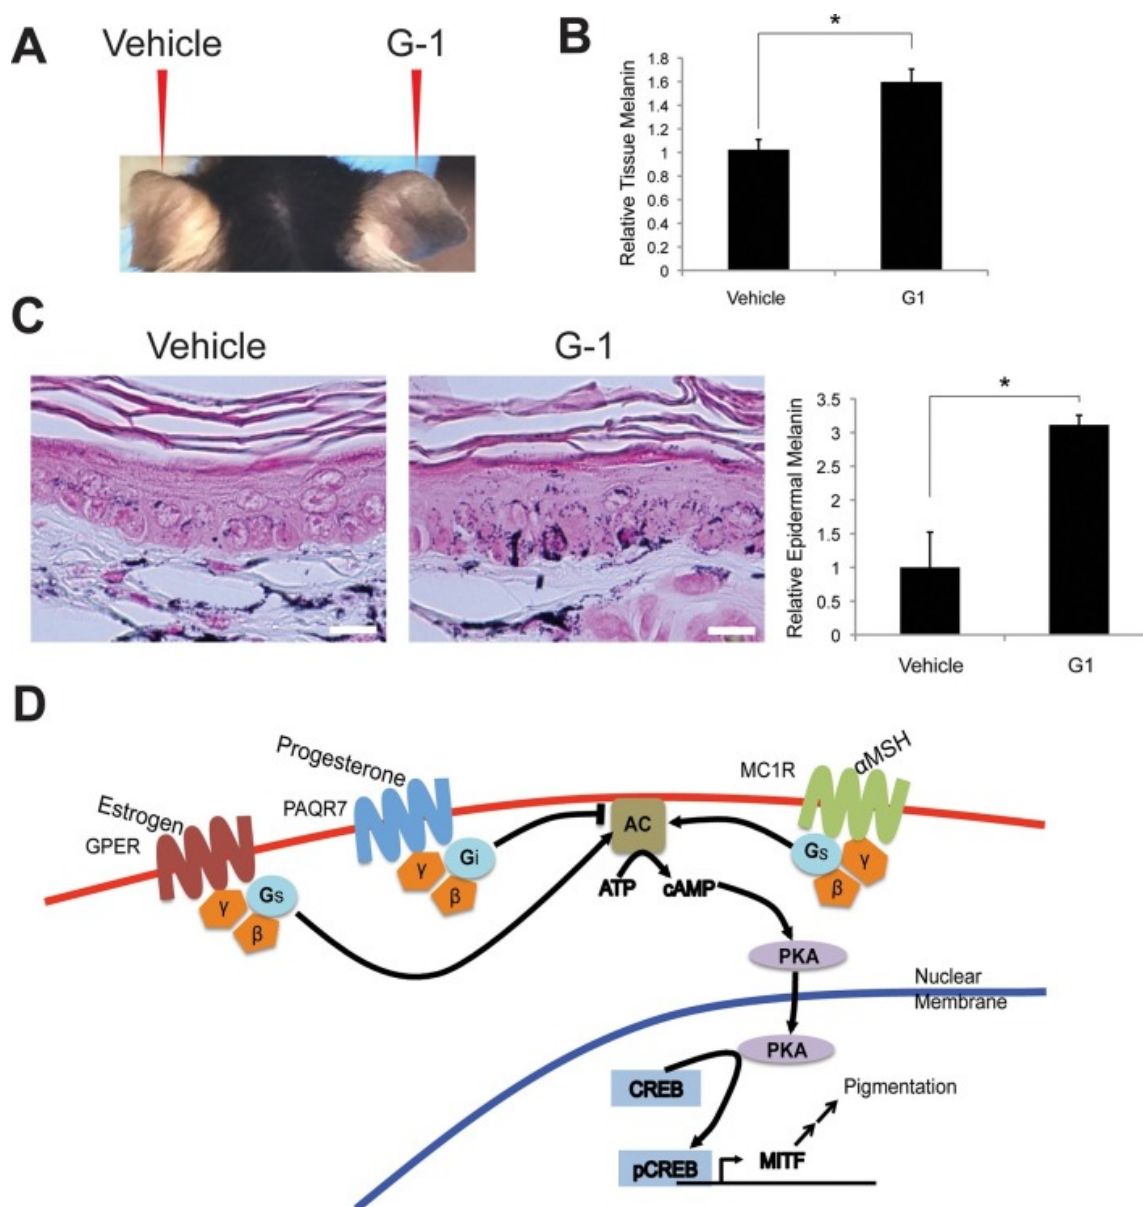 A
Vehicle
G-1
B
*
Relative Tissue Melanin
1.8
1.6
1.4
1.2
1
0.8
0.6
0.4
0.2
0
Vehicle
G1
C
Vehicle
G-1
*
Relative Epidermal Melanin
3.5
3
2.5
2
1.5
1
0.5
0
Vehicle
G1
D
Estrogen
GPER
γ
β
Gs
Progesterone
PAQR7
γ
β
Gi
AC
ATP
cAMP
MC1R
αMSH
Gs
γ
β
PKA
Nuclear
Membrane
PKA
CREB
pCREB
MITF
Pigmentation